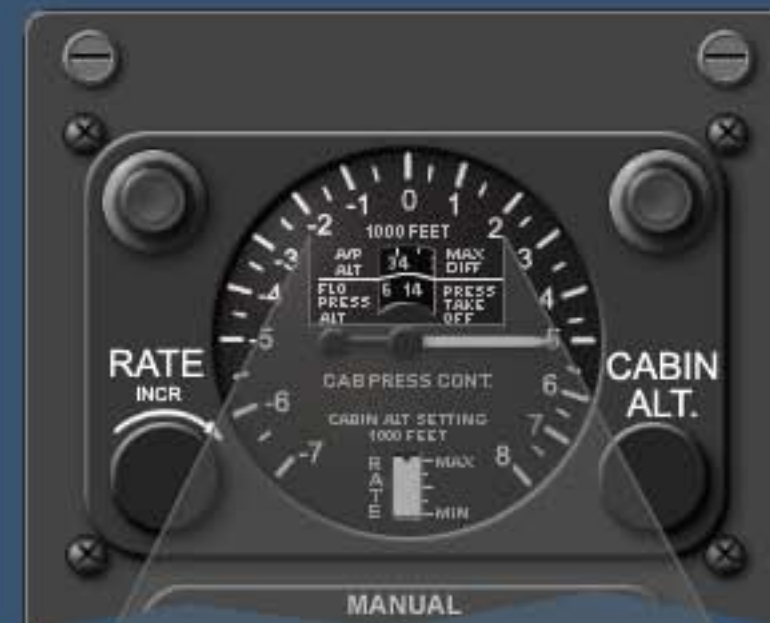 0
-1
1
-2
2
1000 FEET
-3
3
A/P
ALT
34
MAX
DIFF
-4
4
FLO
PRESS
ALT
6 14
PRESS
TAKE
OFF
-5
5
RATE
INCR
CABIN
ALT.
CAB PRESS CONT.
-6
6
CABIN ALT SETTING
1000 FEET
-7
7
8
RATE
MAX
MIN
MANUAL